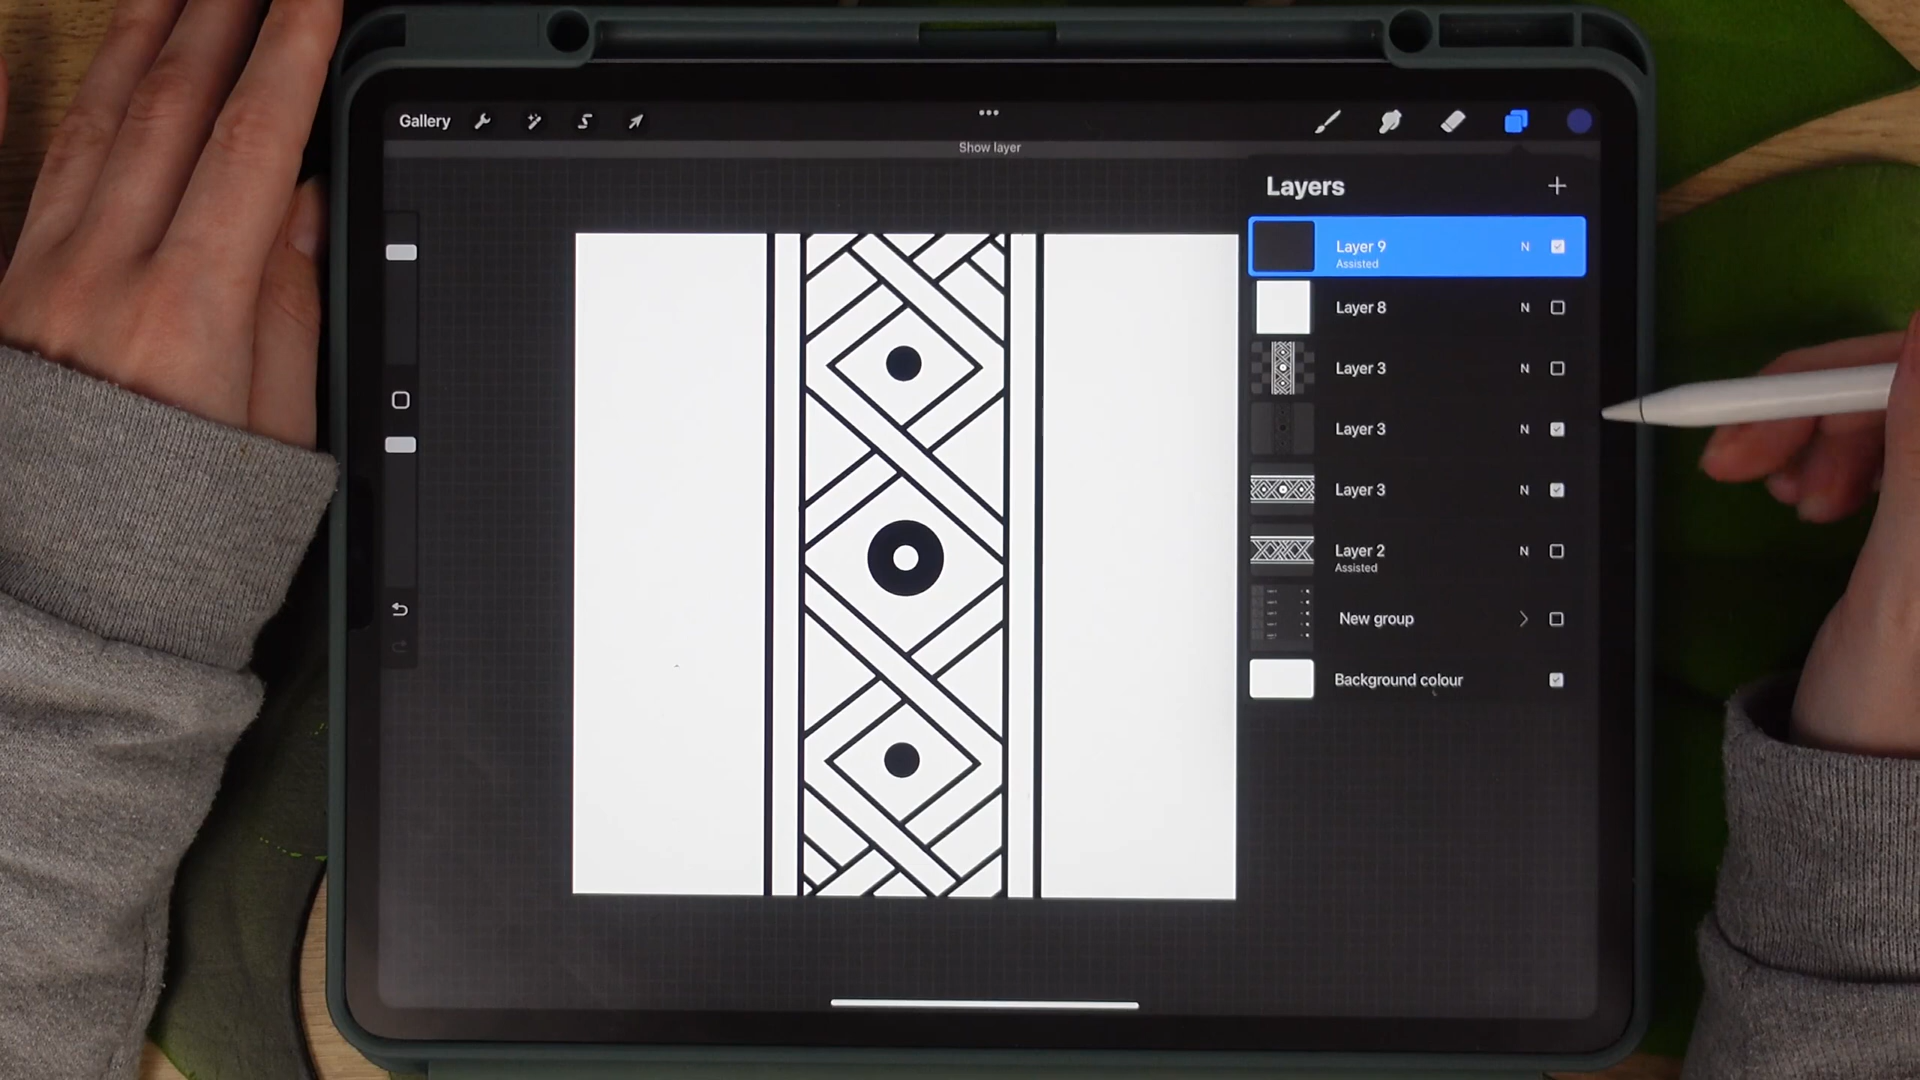 Gallery
Show layer
Layers
Layer 9 N
Assisted
Layer 8 N
Layer 3 N
Layer 3 N
Layer 3 N
Layer 2 N
Assisted
New group
Background colour